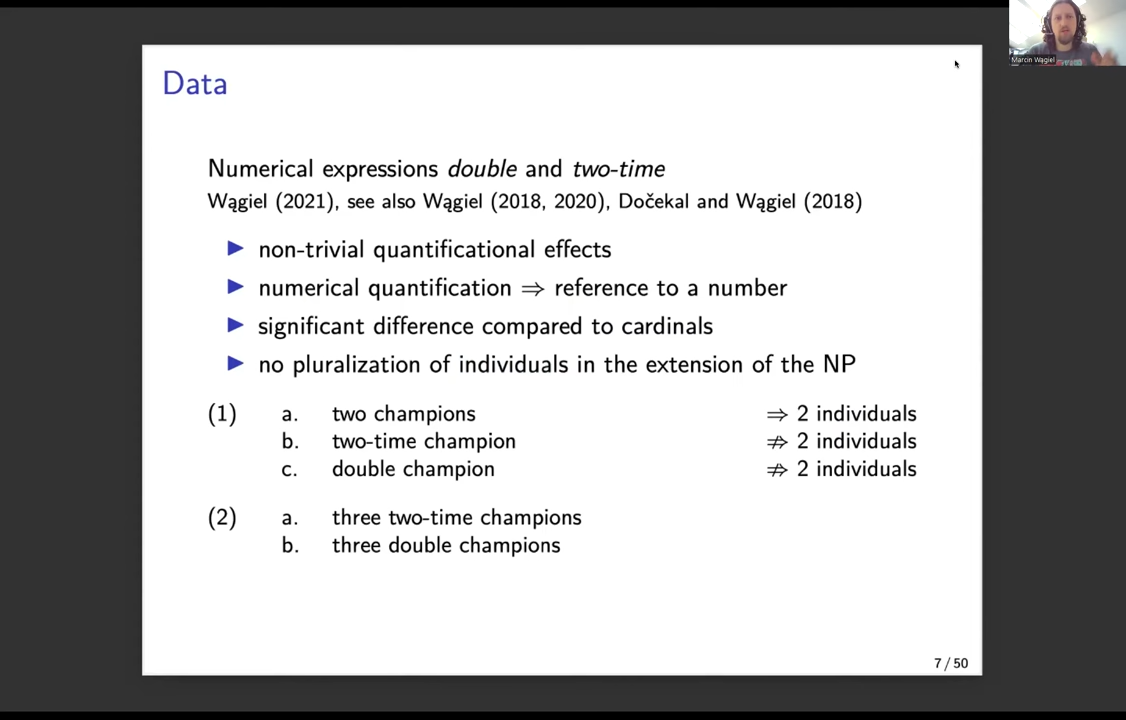 Marcin Wągiel
Data
Numerical expressions double and two-time
Wągiel (2021), see also Wągiel (2018, 2020), Dočekal and Wągiel (2018)
▶ non-trivial quantificational effects
▶ numerical quantification ⇒ reference to a number
▶ significant difference compared to cardinals
▶ no pluralization of individuals in the extension of the NP
(1) a. two champions ⇒ 2 individuals
b. two-time champion ⇏ 2 individuals
c. double champion ⇏ 2 individuals
(2) a. three two-time champions
b. three double champions
7 / 50